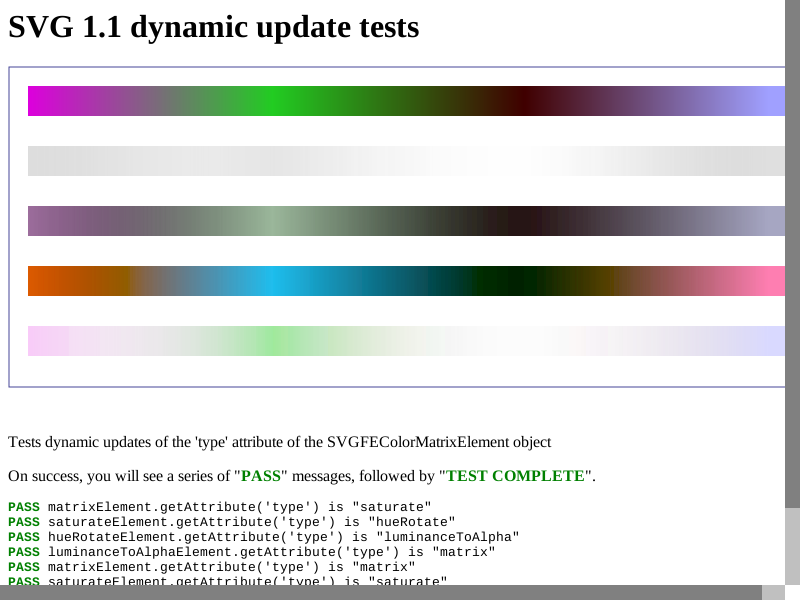 SVG 1.1 dynamic update tests
Tests dynamic updates of the 'type' attribute of the SVGFEColorMatrixElement object
On success, you will see a series of "PASS" messages, followed by "TEST COMPLETE".
PASS matrixElement.getAttribute('type') is "saturate"
PASS saturateElement.getAttribute('type') is "hueRotate"
PASS hueRotateElement.getAttribute('type') is "luminanceToAlpha"
PASS luminanceToAlphaElement.getAttribute('type') is "matrix"
PASS matrixElement.getAttribute('type') is "matrix"
PASS saturateElement.getAttribute('type') is "saturate"